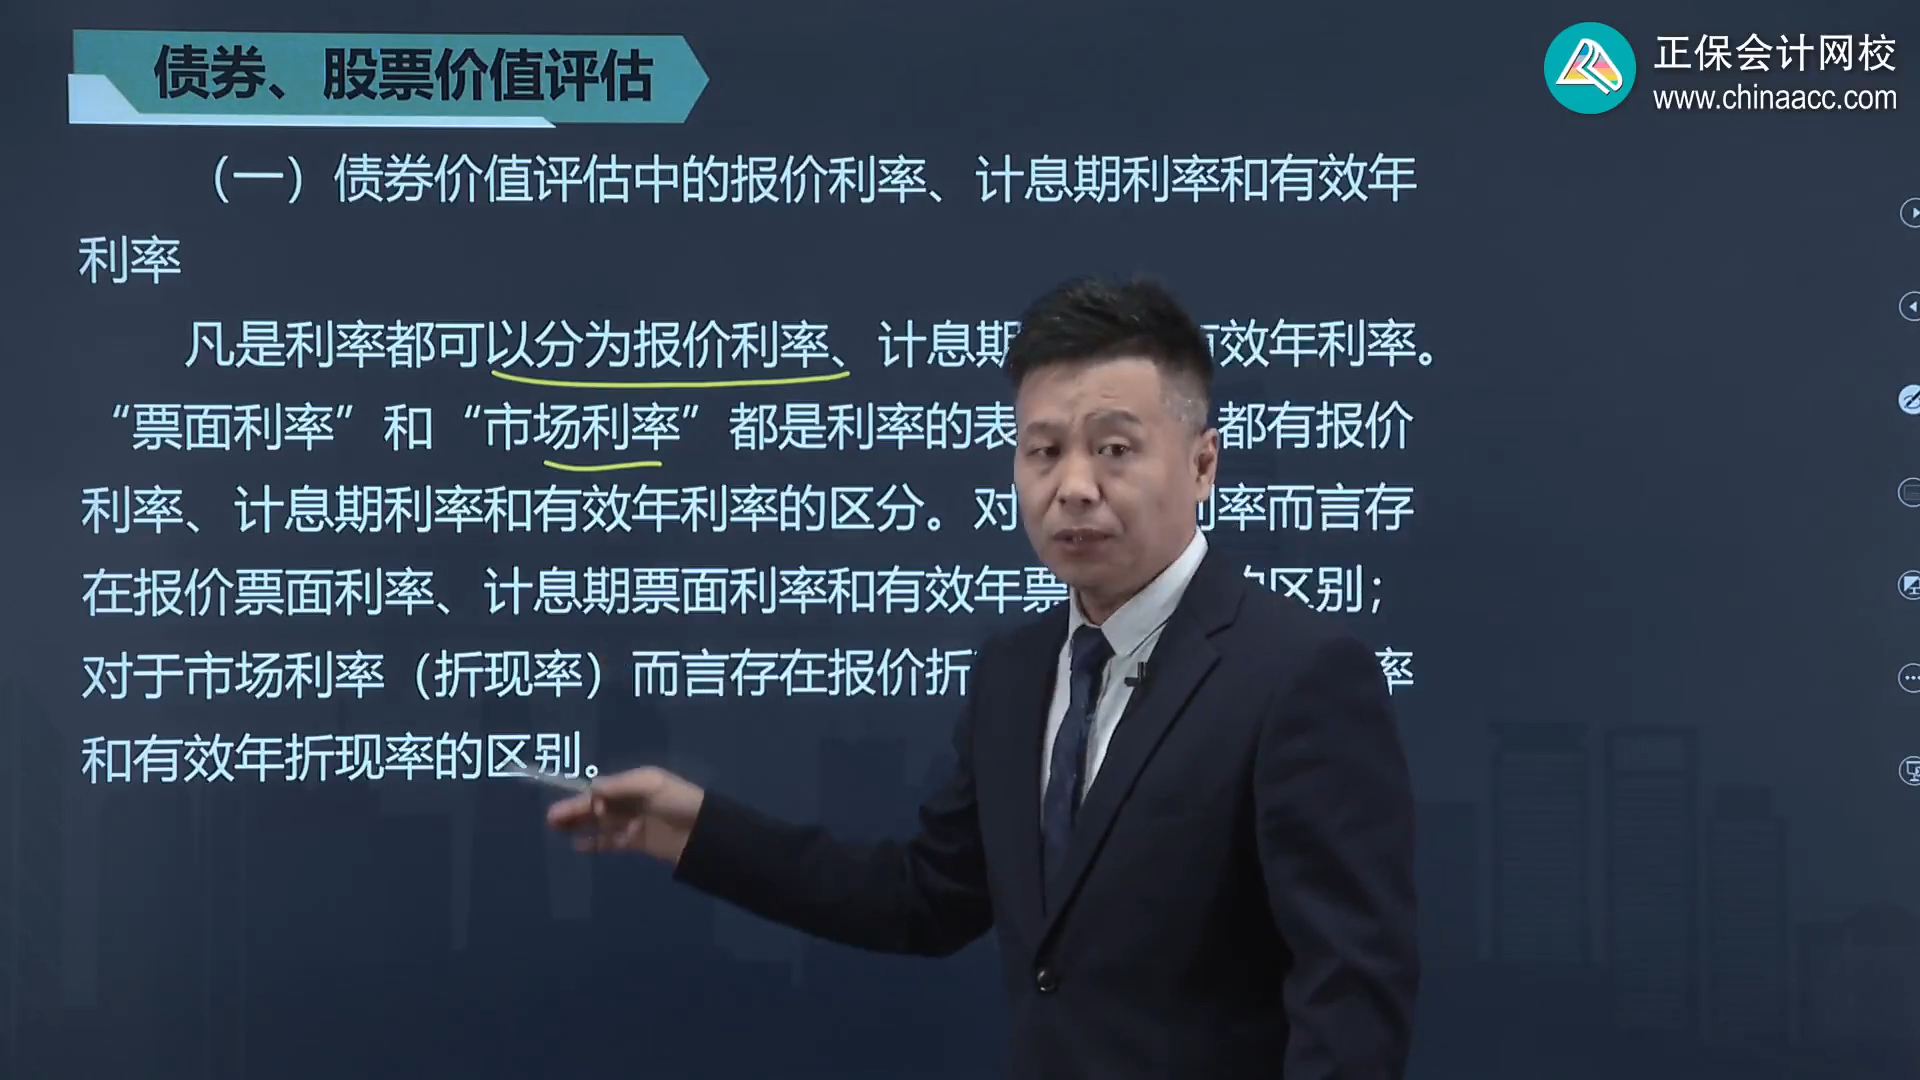 债券、股票价值评估
正保会计网校
www.chinaacc.com
（一）债券价值评估中的报价利率、计息期利率和有效年
利率
凡是利率都可以分为报价利率、计息期 有效年利率。
“票面利率”和“市场利率”都是利率的表 都有报价
利率、计息期利率和有效年利率的区分。对 率而言存
在报价票面利率、计息期票面利率和有效年票 的区别；
对于市场利率（折现率）而言存在报价折 率
和有效年折现率的区别。